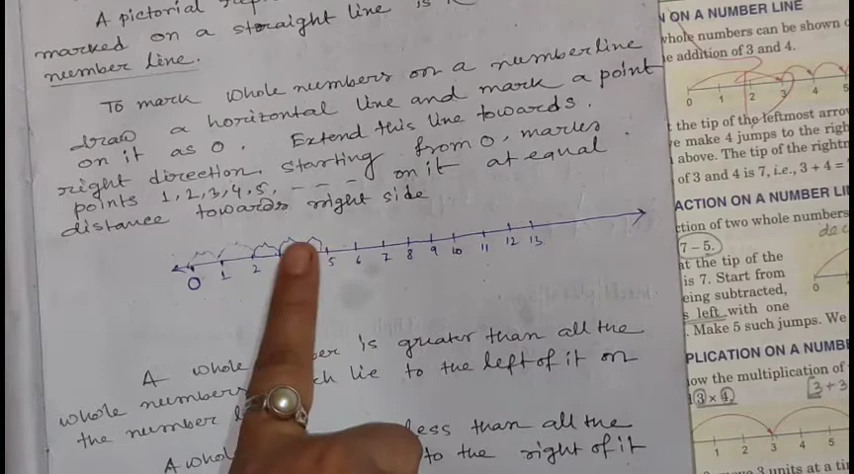 A pictorial
marked on a straight line is
number line.
To mark whole numbers on a numberline
draw a horizontal line and mark a point
on it as 0. Extend this line towards
right direction. Starting from 0, marks
points 1, 2, 3, 4, 5, - - - on it at equal
distance towards right side
0 1 2 5 6 7 8 9 10 11 12 13
A whole is greater than all the
whole numbers lie to the left of it on
the number
A less than all the
to the right of it
N ON A NUMBER LINE
whole numbers can be shown
addition of 3 and 4.
0 1 2 3 4 5
t the tip of the leftmost arrow
e make 4 jumps to the righ
above. The tip of the rightm
of 3 and 4 is 7, i.e., 3 + 4 =
ACTION ON A NUMBER LI
ction of two whole numbers
7 – 5.
at the tip of the
is 7. Start from
eing subtracted,
s left with one
. Make 5 such jumps. We
0
PLICATION ON A NUMBE
ow the multiplication of
3 × 4. 3 + 3
1 2 3 4 5
3 units at a ti